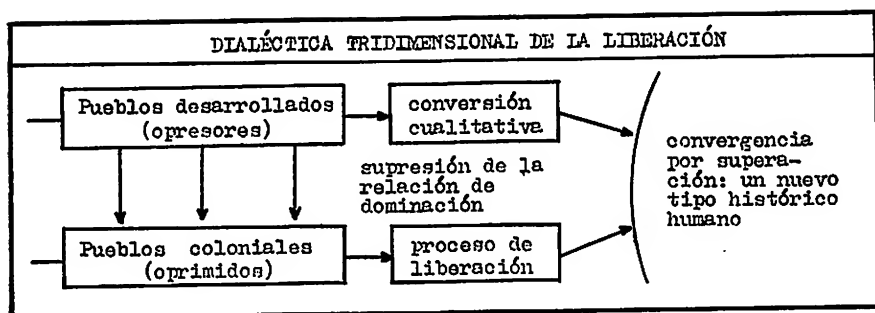 DIALÉCTICA TRIDIMENSIONAL DE LA LIBERACIÓN
Pueblos desarrollados
(opresores)
conversión
cualitativa
supresión de la
relación de
dominación
Pueblos coloniales
(oprimidos)
proceso de
liberación
convergencia
por supera-
ción: un nuevo
tipo histórico
humano